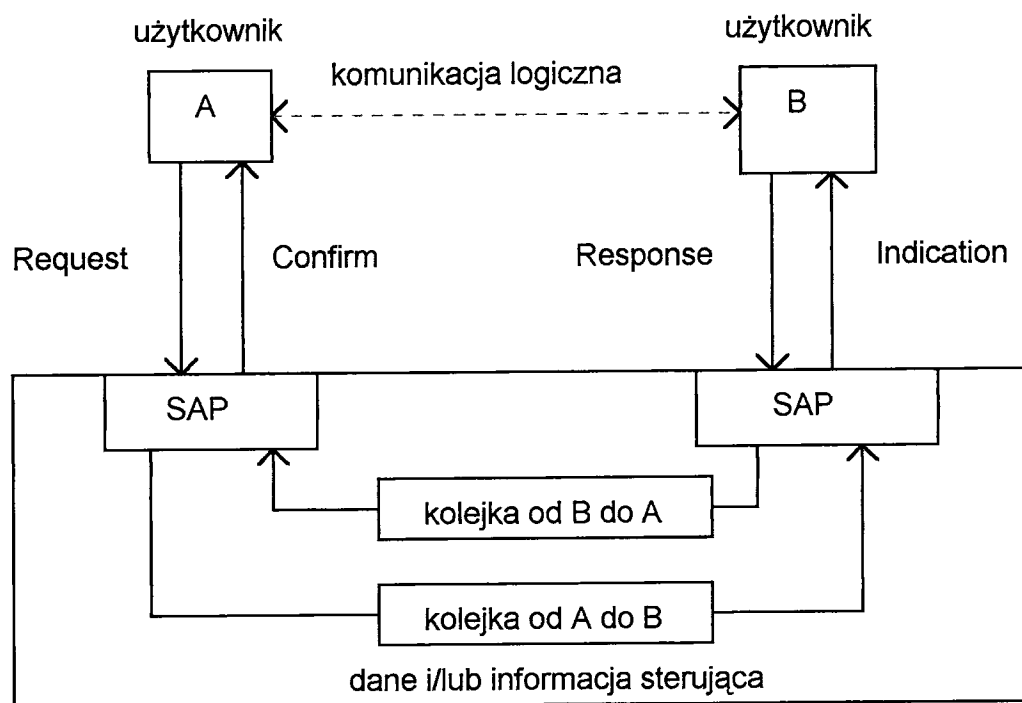 użytkownik
użytkownik
komunikacja logiczna
A
B
Request
Confirm
Response
Indication
SAP
SAP
kolejka od B do A
kolejka od A do B
dane i/lub informacja sterująca